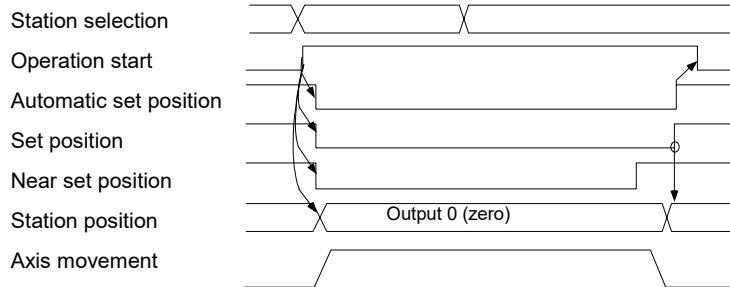 Station selection
Operation start
Automatic set position
Set position
Near set position
Station position
Output 0 (zero)
Axis movement